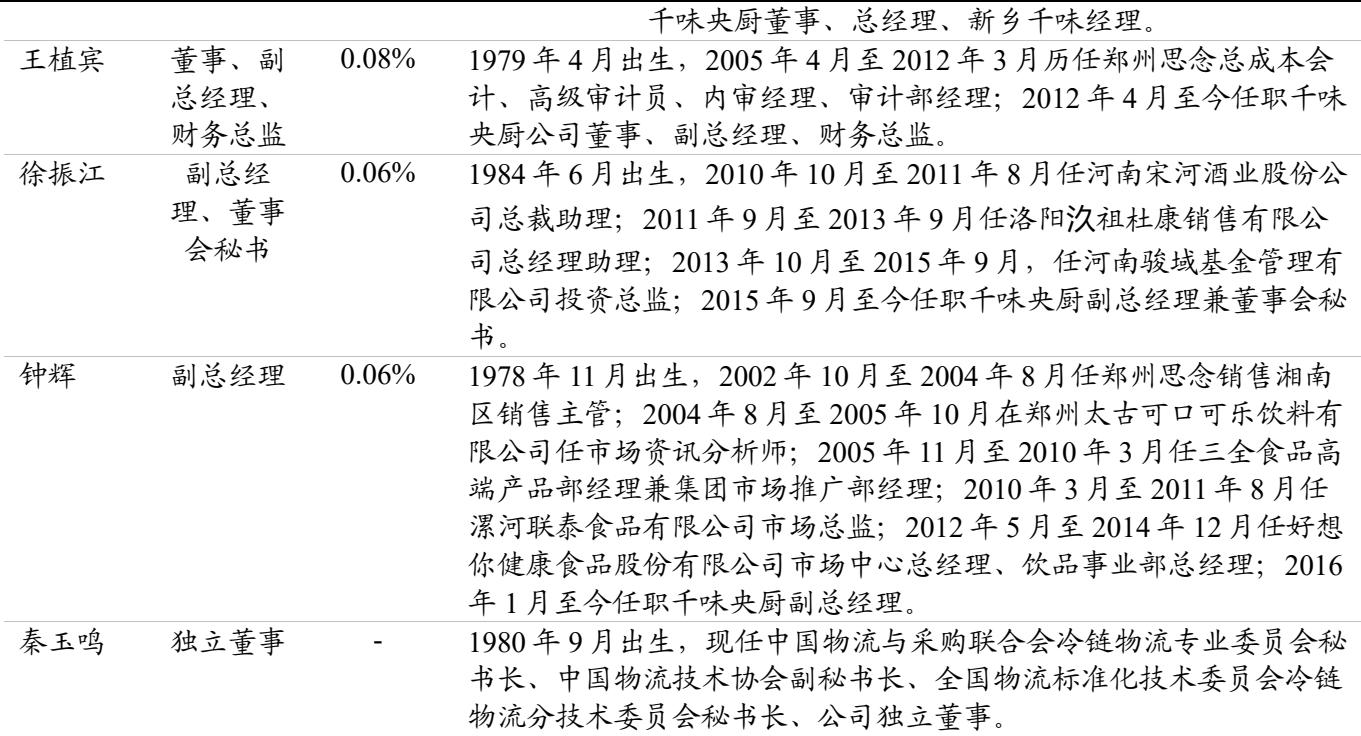 千味央厨董事、总经理、新乡千味经理。
王植宾 董事、副 0.08% 1979 年 4 月出生，2005 年 4 月至 2012 年 3 月历任郑州思念总成本会
总经理、 计、高级审计员、内审经理、审计部经理；2012 年 4 月至今任职千味
财务总监 央厨公司董事、副总经理、财务总监。
徐振江 副总经 0.06% 1984 年 6 月出生，2010 年 10 月至 2011 年 8 月任河南宋河酒业股份公
理、董事 司总裁助理；2011 年 9 月至 2013 年 9 月任洛阳汣祖杜康销售有限公
会秘书 司总经理助理；2013 年 10 月至 2015 年 9 月，任河南骏域基金管理有
限公司投资总监；2015 年 9 月至今任职千味央厨副总经理兼董事会秘
书。
钟辉 副总经理 0.06% 1978 年 11 月出生，2002 年 10 月至 2004 年 8 月任郑州思念销售湘南
区销售主管；2004 年 8 月至 2005 年 10 月在郑州太古可口可乐饮料有
限公司任市场资讯分析师；2005 年 11 月至 2010 年 3 月任三全食品高
端产品部经理兼集团市场推广部经理；2010 年 3 月至 2011 年 8 月任
漯河联泰食品有限公司市场总监；2012 年 5 月至 2014 年 12 月任好想
你健康食品股份有限公司市场中心总经理、饮品事业部总经理；2016
年 1 月至今任职千味央厨副总经理。
秦玉鸣 独立董事 - 1980 年 9 月出生，现任中国物流与采购联合会冷链物流专业委员会秘
书长、中国物流技术协会副秘书长、全国物流标准化技术委员会冷链
物流分技术委员会秘书长、公司独立董事。